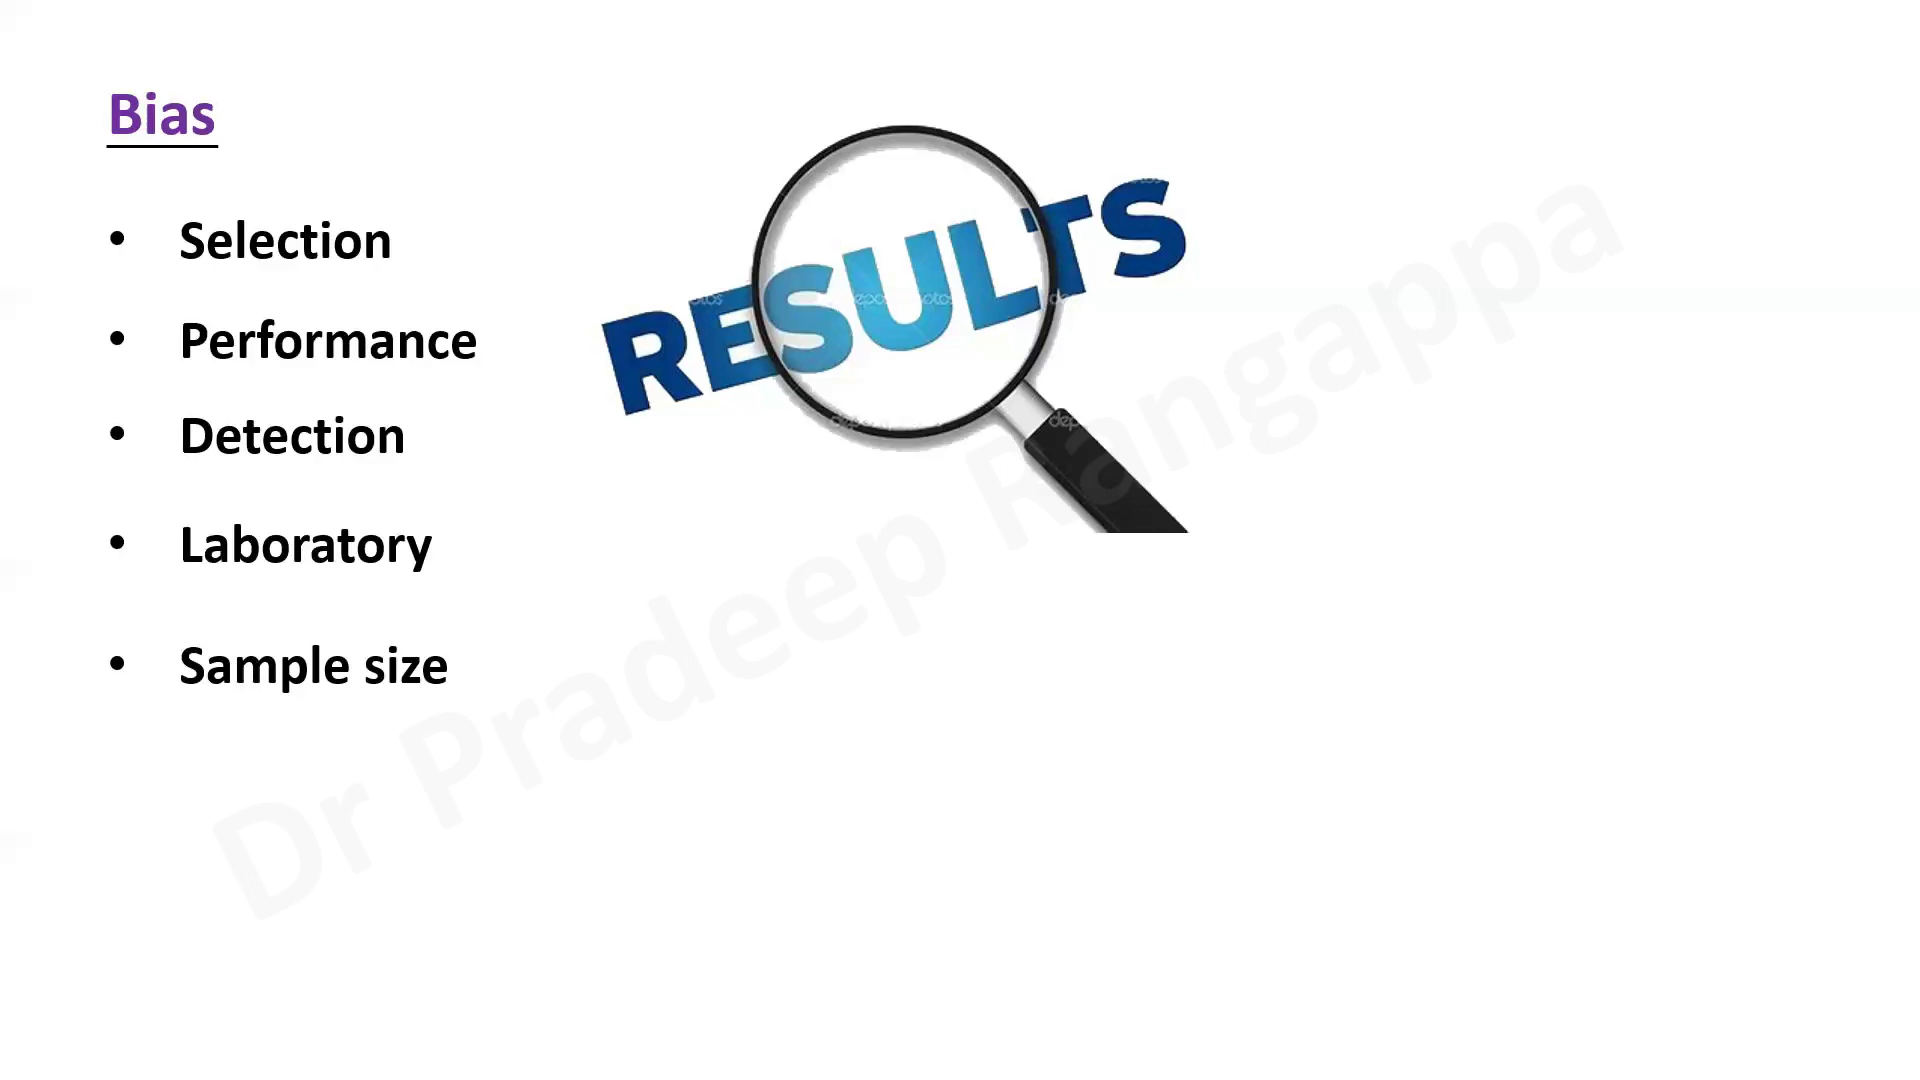 Bias
• Selection
• Performance
• Detection
• Laboratory
• Sample size
RESULTS
Dr Pradeep Rangappa